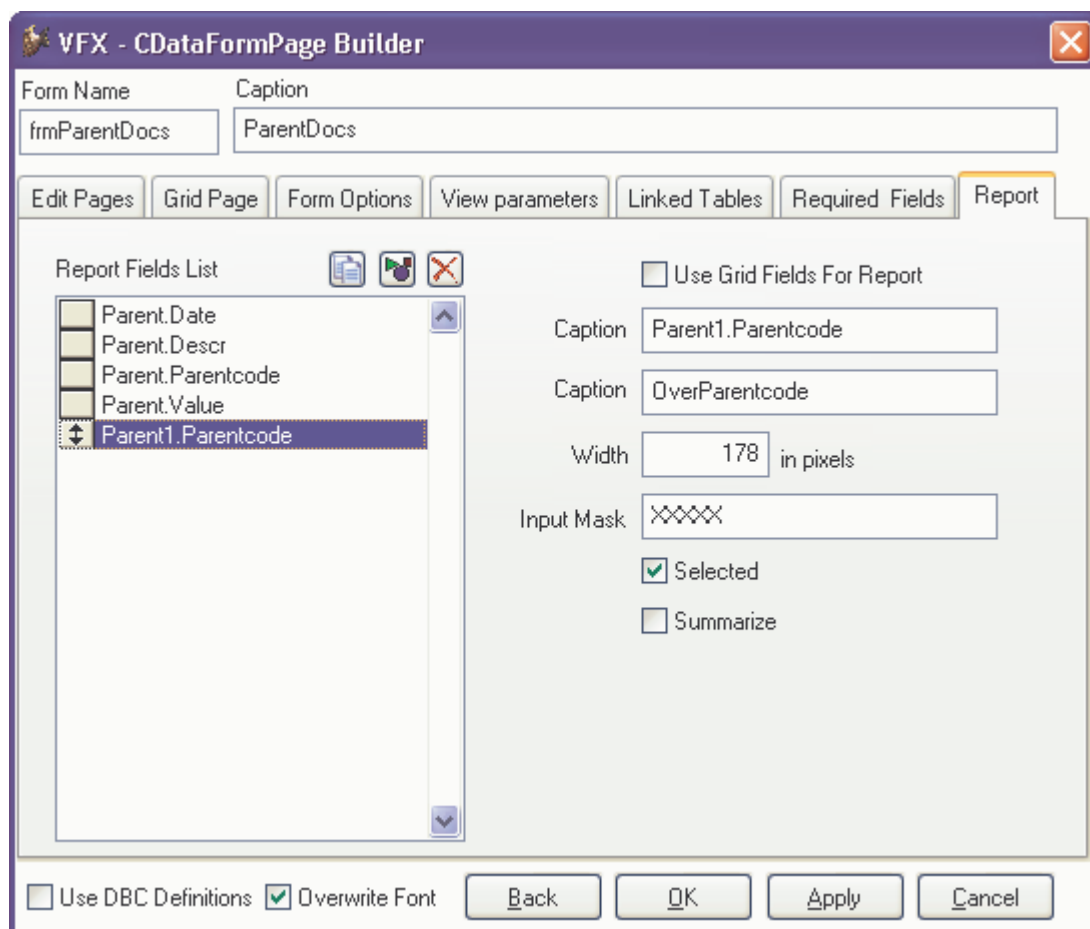 VFX - CDataFormPage Builder
Form Name
Caption
frmParentDocs
ParentDocs
Edit Pages
Grid Page
Form Options
View parameters
Linked Tables
Required Fields
Report
Report Fields List
Parent.Date
Parent.Descr
Parent.Parentcode
Parent.Value
Parent1.Parentcode
Use Grid Fields For Report
Caption
Parent1.Parentcode
Caption
OverParentcode
Width
178
in pixels
Input Mask
XXXXX
Selected
Summarize
Use DBC Definitions
Overwrite Font
Back
OK
Apply
Cancel